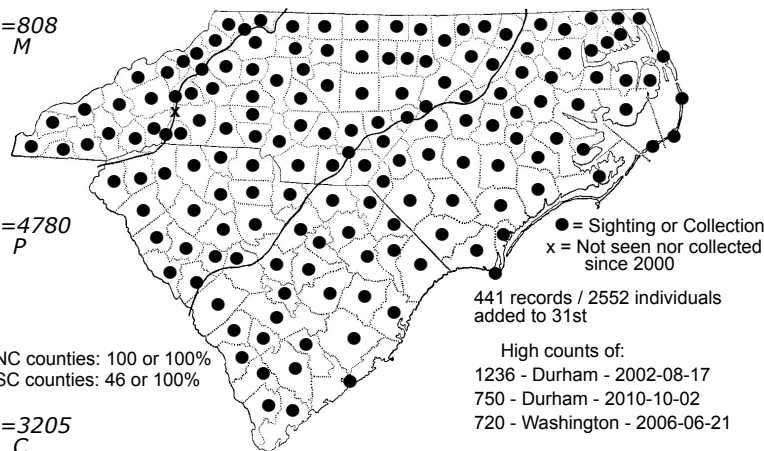 =808
M
=4780
P
=3205
C
x
● = Sighting or Collection
x = Not seen nor collected
since 2000
441 records / 2552 individuals
added to 31st
NC counties: 100 or 100%
SC counties: 46 or 100%
High counts of:
1236 - Durham - 2002-08-17
750 - Durham - 2010-10-02
720 - Washington - 2006-06-21